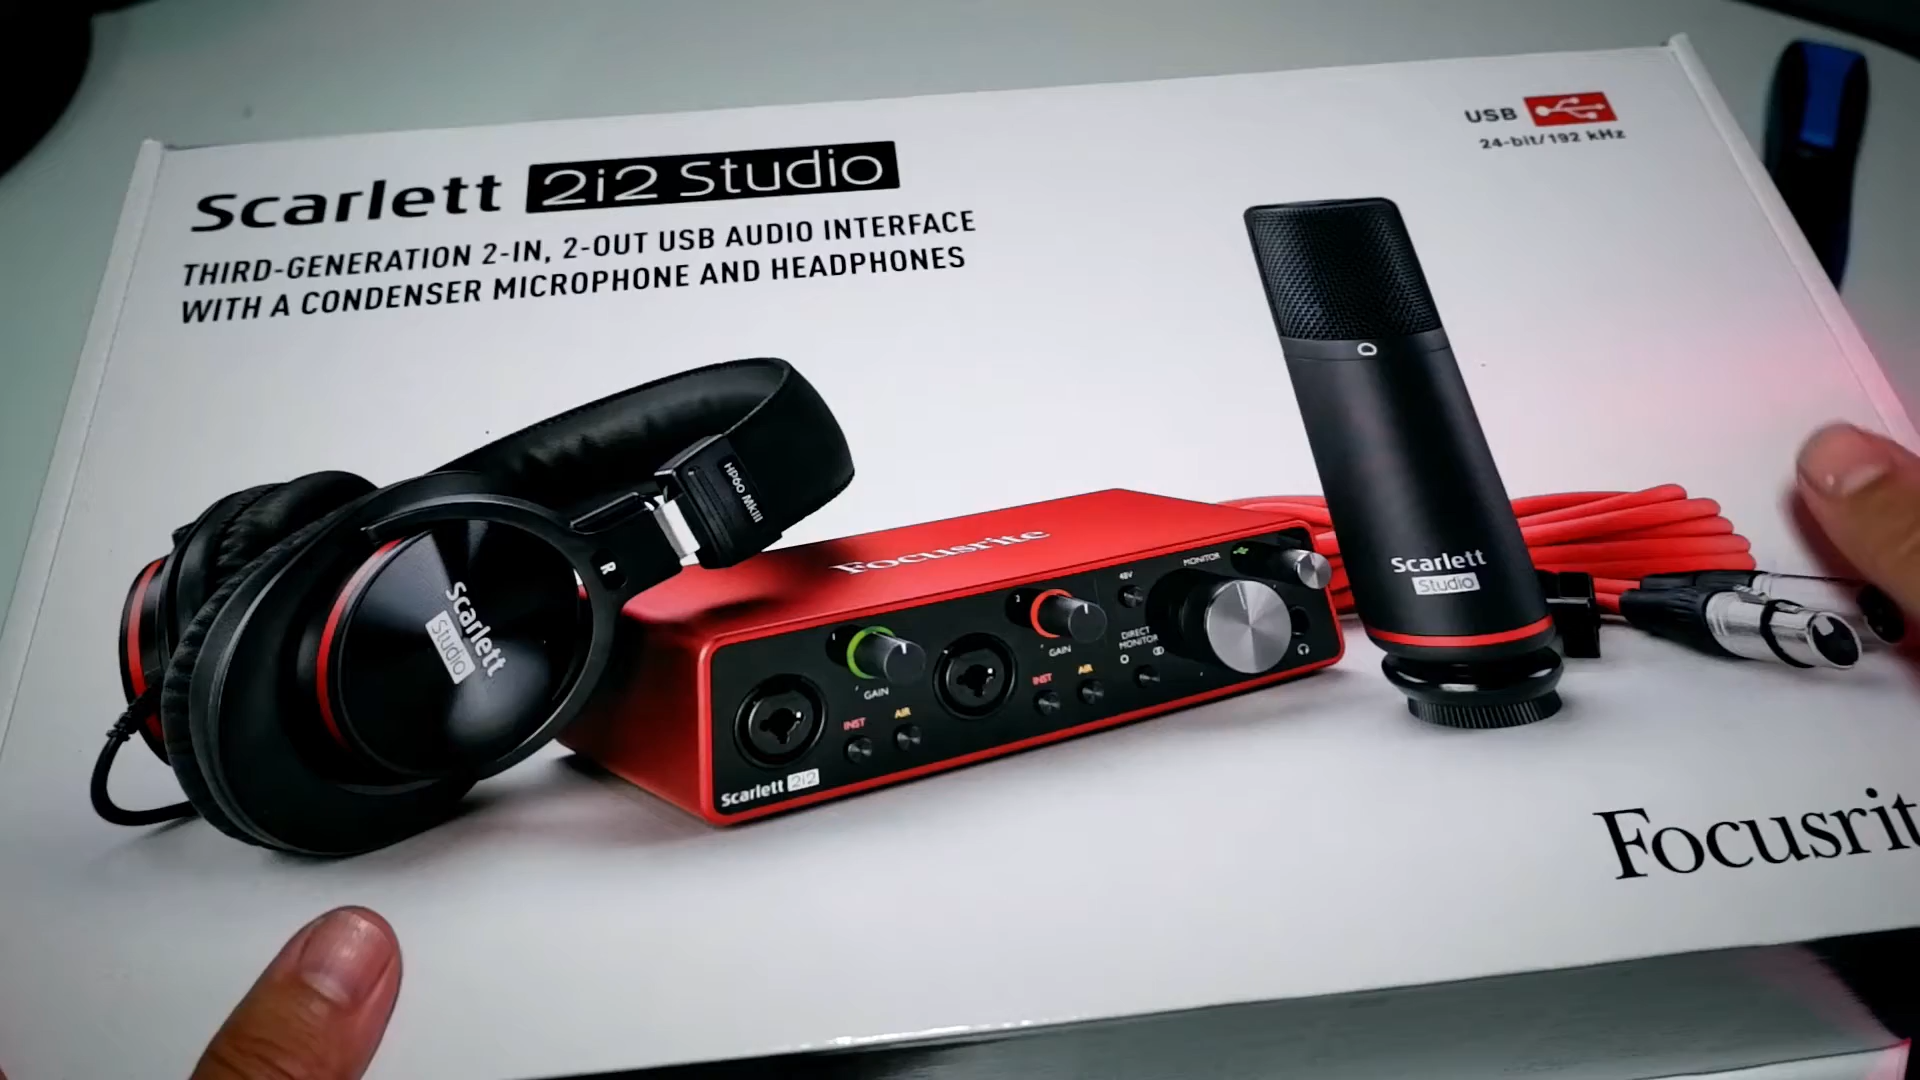 USB
24-bit/192 kHz
Scarlett 2i2 Studio
THIRD-GENERATION 2-IN, 2-OUT USB AUDIO INTERFACE
WITH A CONDENSER MICROPHONE AND HEADPHONES
HP60 MkIII
R
Scarlett
Studio
Focusrite
MONITOR
48V
2
GAIN
DIRECT
MONITOR
INST
AIR
1
GAIN
INST
AIR
Scarlett 2i2
Scarlett
Studio
Focusrit